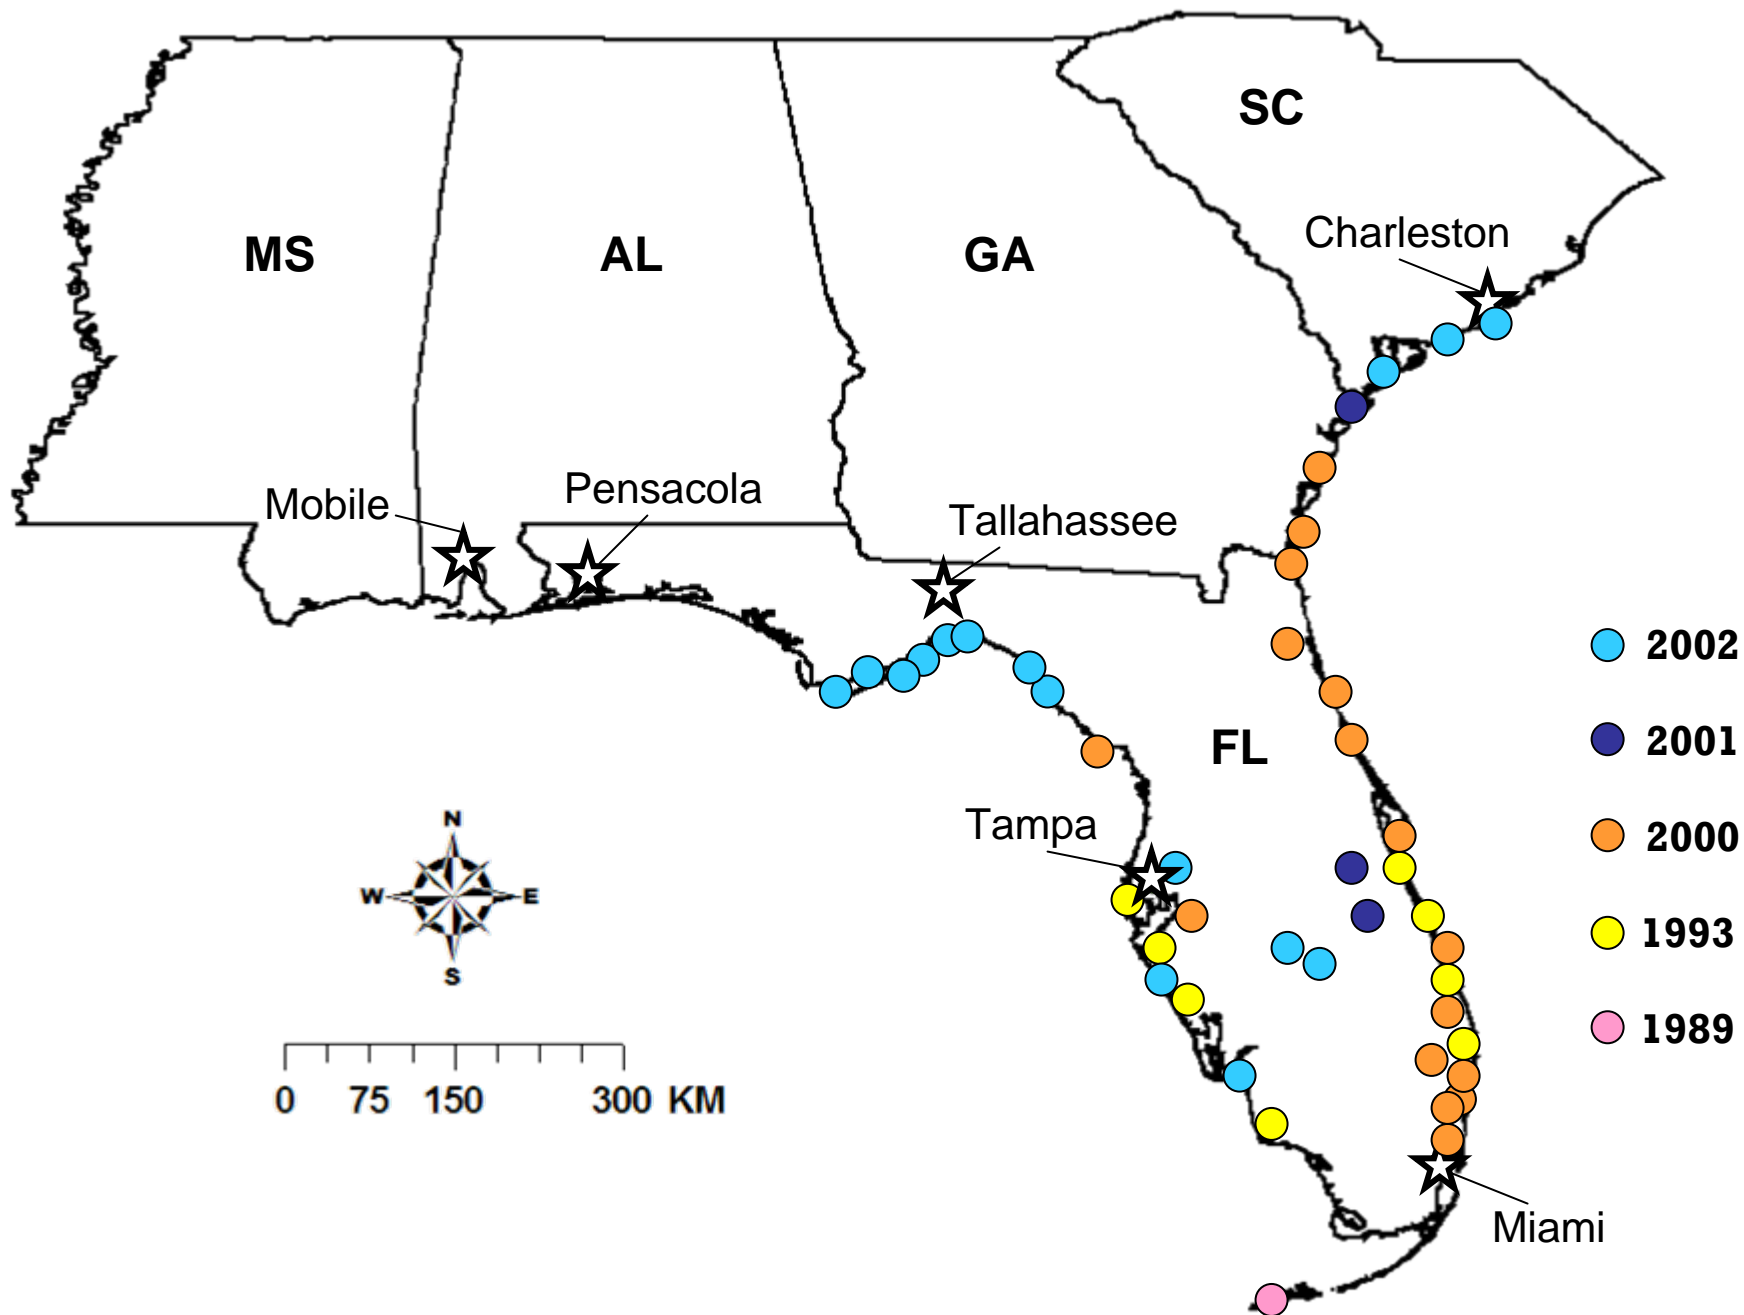 SC
Charleston
MS
AL
GA
Pensacola
Mobile
Tallahassee
2002
FL
2001
Tampa
2000
N
W
E
S
1993
1989
0 75 150 300 KM
Miami